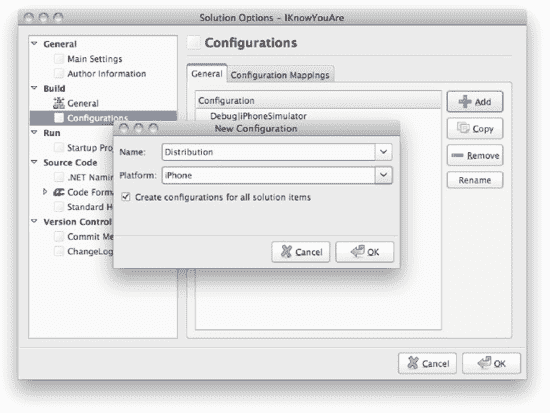 Solution Options – IKnowYouAre
General
Main Settings
Author Information
Build
General
Configurations
Run
Startup Pro
Source Code
.NET Namin
Code Forma
Standard He
Version Control
Commit Me
ChangeLog
Configurations
General
Configuration Mappings
Configuration
Debug|iPhoneSimulator
Add
Copy
Remove
Rename
New Configuration
Name: Distribution
Platform: iPhone
Create configurations for all solution items
Cancel
OK
Cancel
OK